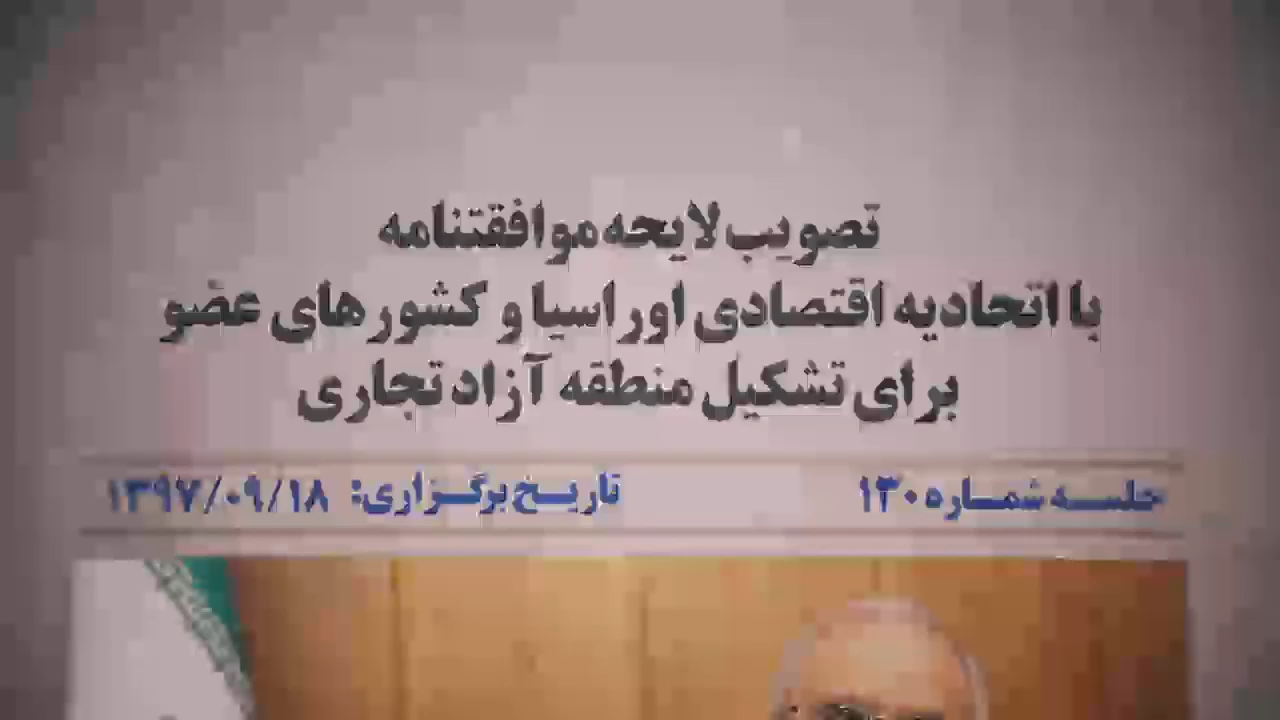 تصویب لایحه موافقتنامه
با اتحادیه اقتصادی اوراسیا و کشورهای عضو
برای تشکیل منطقه آزاد تجاری
جلسه شماره ۱۳۰ تاریخ برگزاری: ۱۳۹۷/۰۹/۱۸